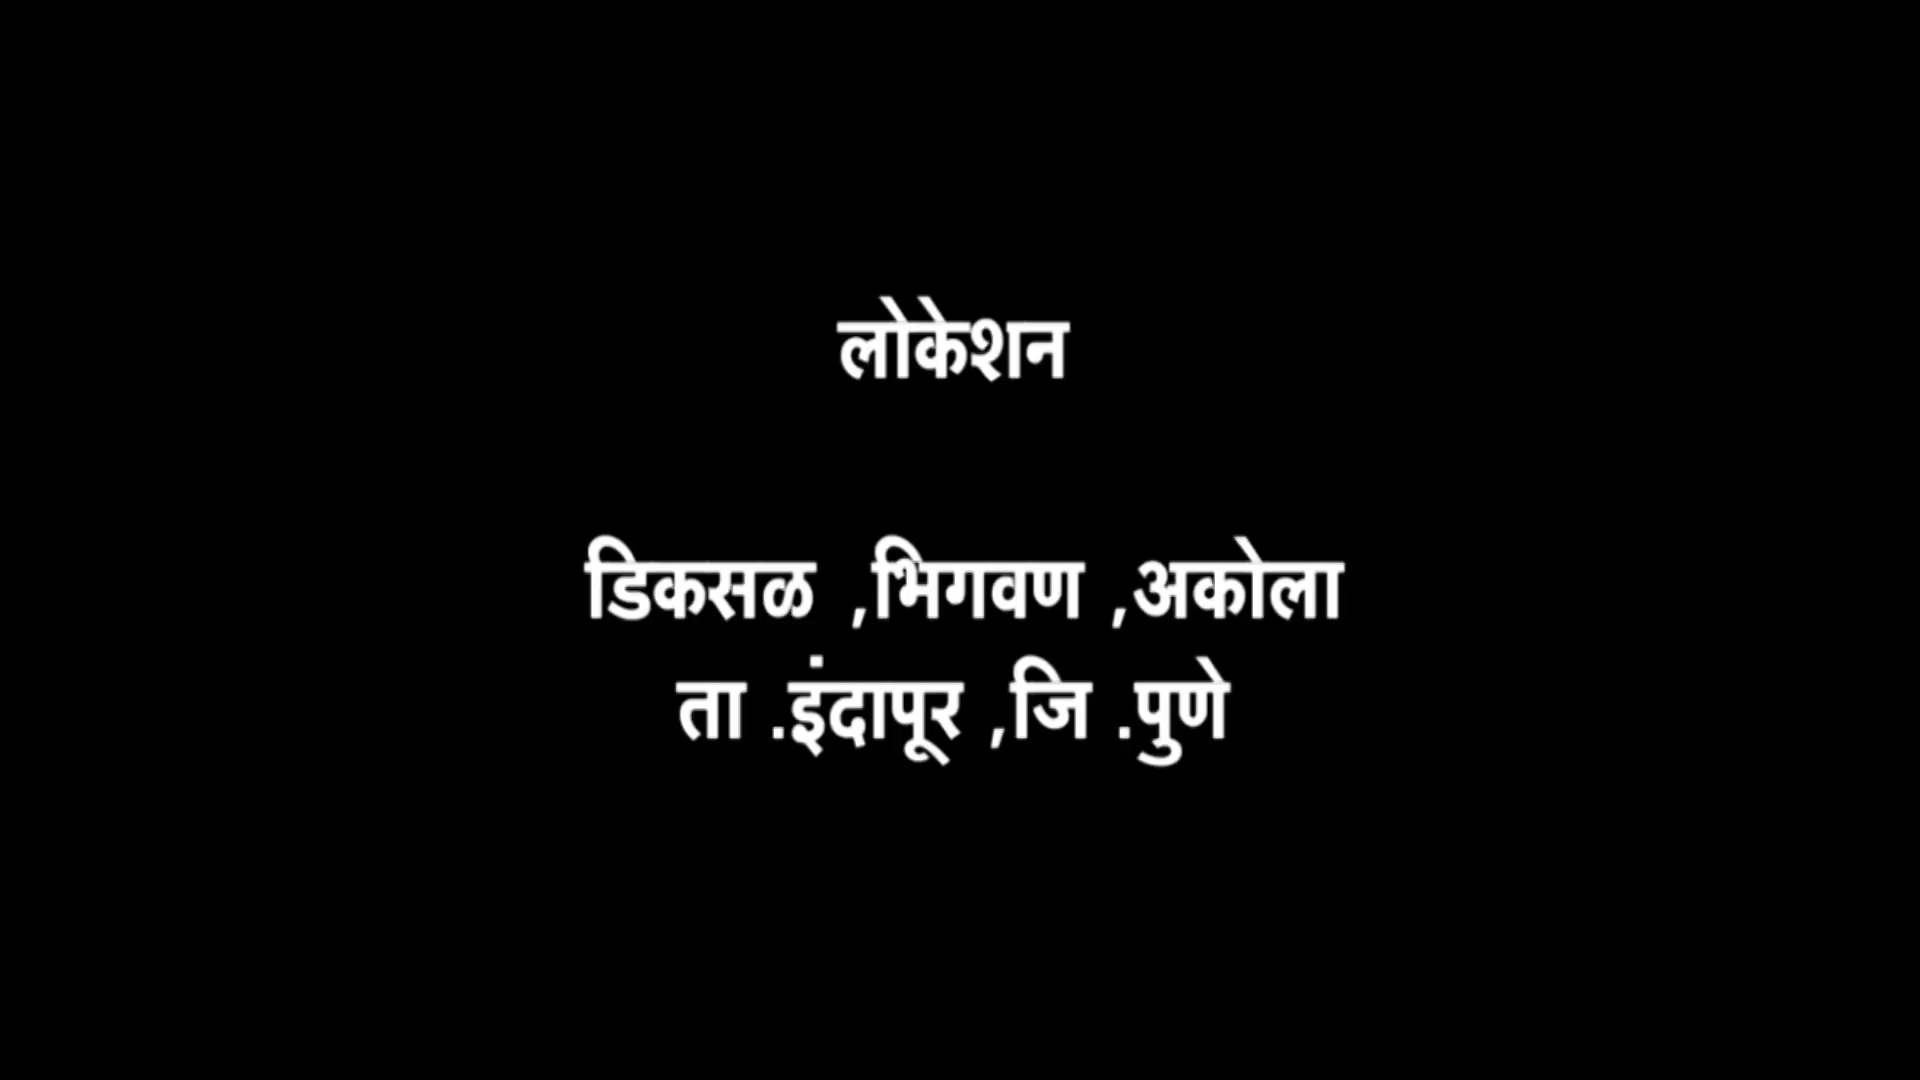 लोकेशन
डिकसळ ,भिगवण ,अकोला
ता .इंदापूर ,जि .पुणे